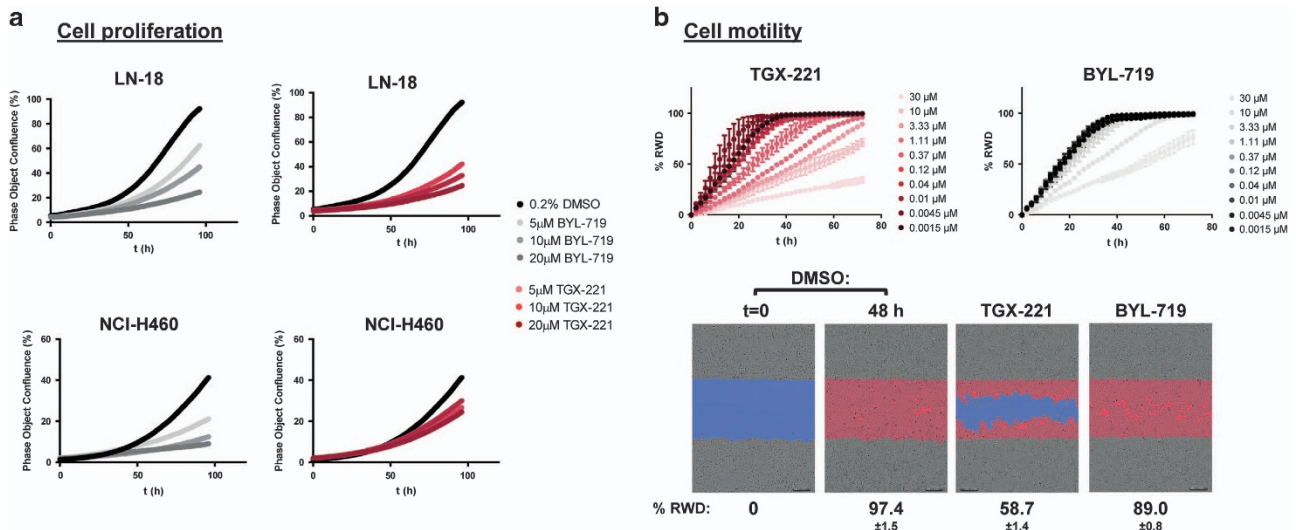 a
Cell proliferation
LN-18
Phase Object Confluence (%)
100
80
60
40
20
0
0
50
100
t (h)
LN-18
Phase Object Confluence (%)
100
80
60
40
20
0
0
50
100
t (h)
0.2% DMSO
5µM BYL-719
10µM BYL-719
20µM BYL-719
5µM TGX-221
10µM TGX-221
20µM TGX-221
NCI-H460
Phase Object Confluence (%)
60
40
20
0
0
50
100
t (h)
NCI-H460
Phase Object Confluence (%)
60
40
20
0
0
50
100
t (h)
b
Cell motility
TGX-221
% RWD
100
50
0
0
20
40
60
80
t (h)
30 µM
10 µM
3.33 µM
1.11 µM
0.37 µM
0.12 µM
0.04 µM
0.01 µM
0.0045 µM
0.0015 µM
BYL-719
% RWD
100
50
0
0
20
40
60
80
t (h)
30 µM
10 µM
3.33 µM
1.11 µM
0.37 µM
0.12 µM
0.04 µM
0.01 µM
0.0045 µM
0.0015 µM
DMSO:
t=0 48 h TGX-221 BYL-719
% RWD: 0 97.4 58.7 89.0
±1.5 ±1.4 ±0.8